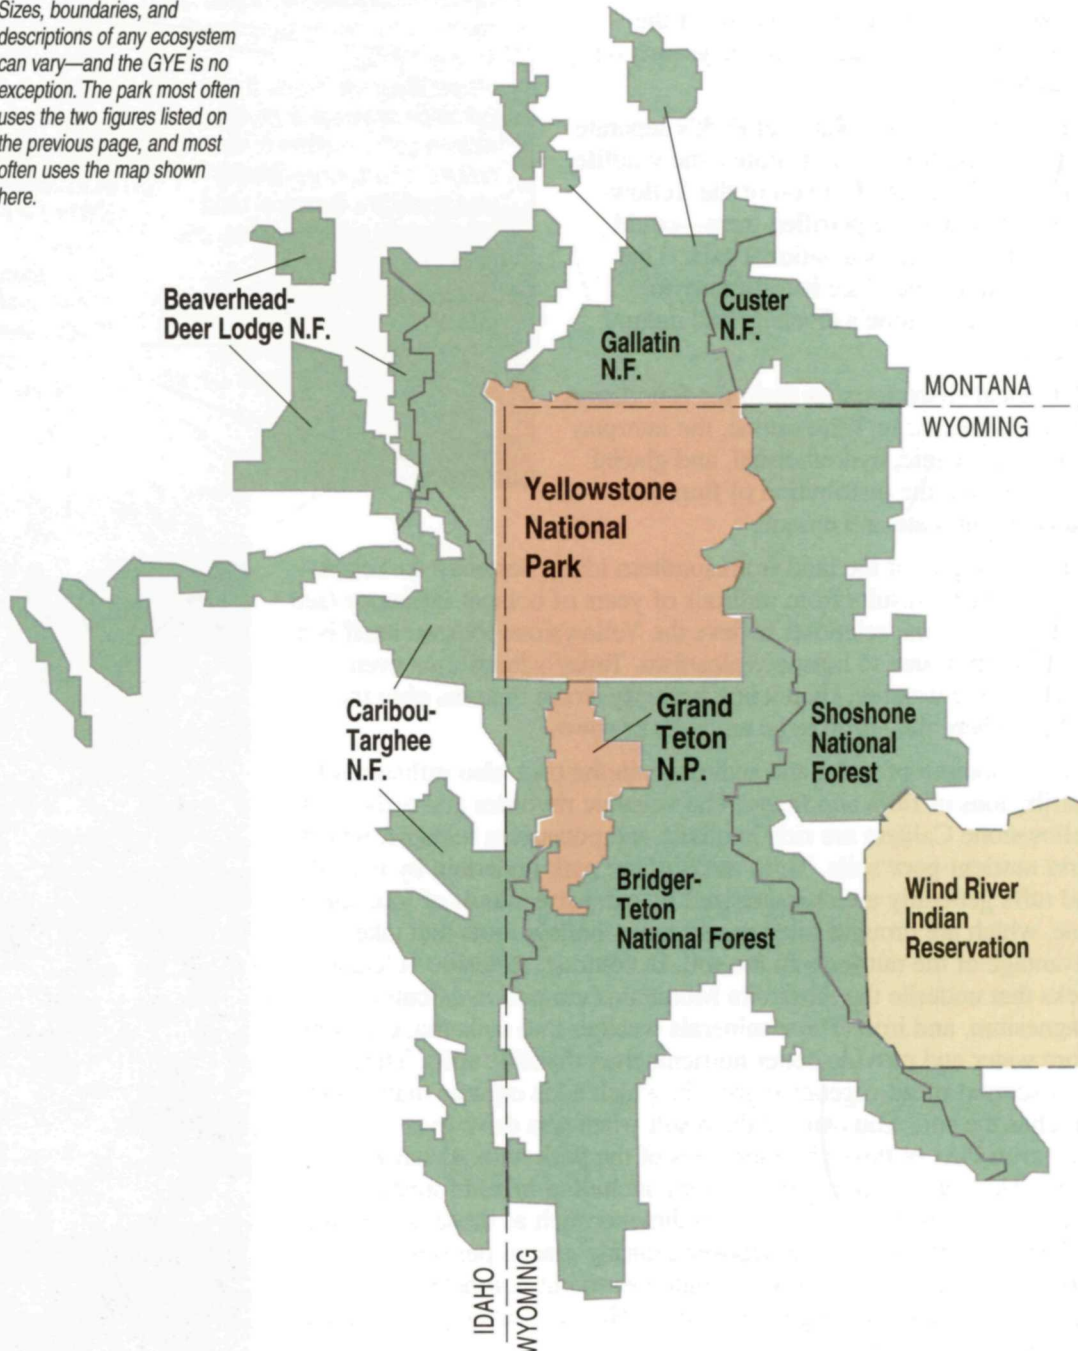 Sizes, boundaries, and
descriptions of any ecosystem
can vary—and the GYE is no
exception. The park most often
uses the two figures listed on
the previous page, and most
often uses the map shown
here.
Beaverhead-
Deer Lodge N.F.
Gallatin
N.F.
Custer
N.F.
MONTANA
WYOMING
Yellowstone
National
Park
Caribou-
Targhee
N.F.
Grand
Teton
N.P.
Shoshone
National
Forest
Bridger-
Teton
National Forest
Wind River
Indian
Reservation
IDAHO
WYOMING